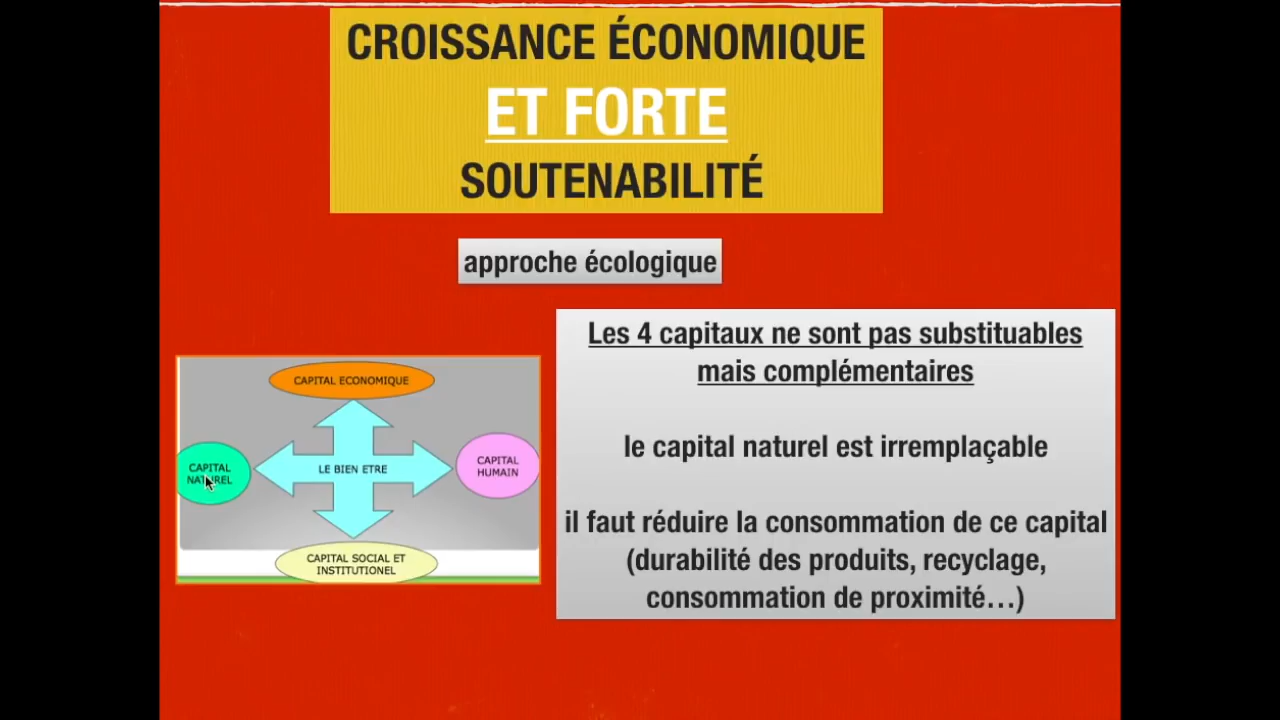 CROISSANCE ÉCONOMIQUE
ET FORTE
SOUTENABILITÉ
approche écologique
CAPITAL ECONOMIQUE
CAPITAL
NATUREL
LE BIEN ETRE
CAPITAL
HUMAIN
CAPITAL SOCIAL ET
INSTITUTIONEL
Les 4 capitaux ne sont pas substituables
mais complémentaires
le capital naturel est irremplaçable
il faut réduire la consommation de ce capital
(durabilité des produits, recyclage,
consommation de proximité…)